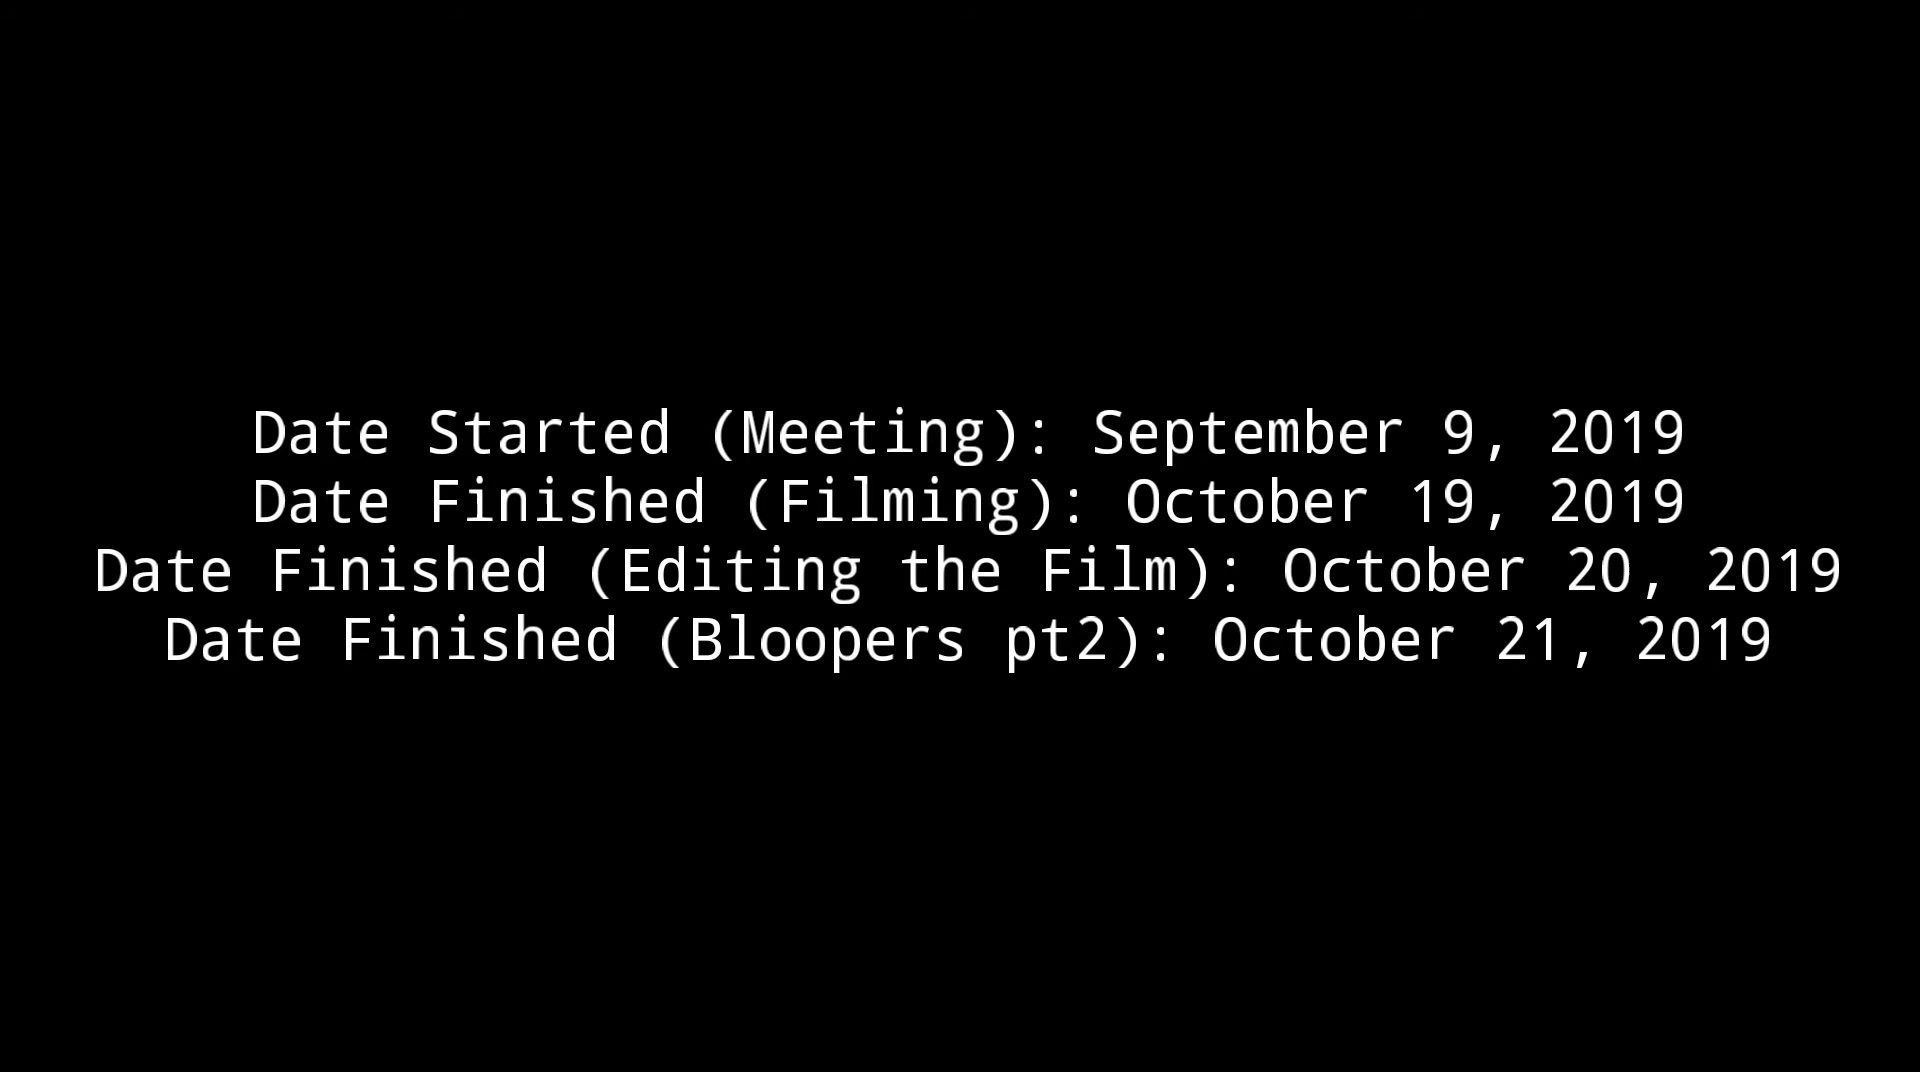 Date Started (Meeting): September 9, 2019
Date Finished (Filming): October 19, 2019
Date Finished (Editing the Film): October 20, 2019
Date Finished (Bloopers pt2): October 21, 2019